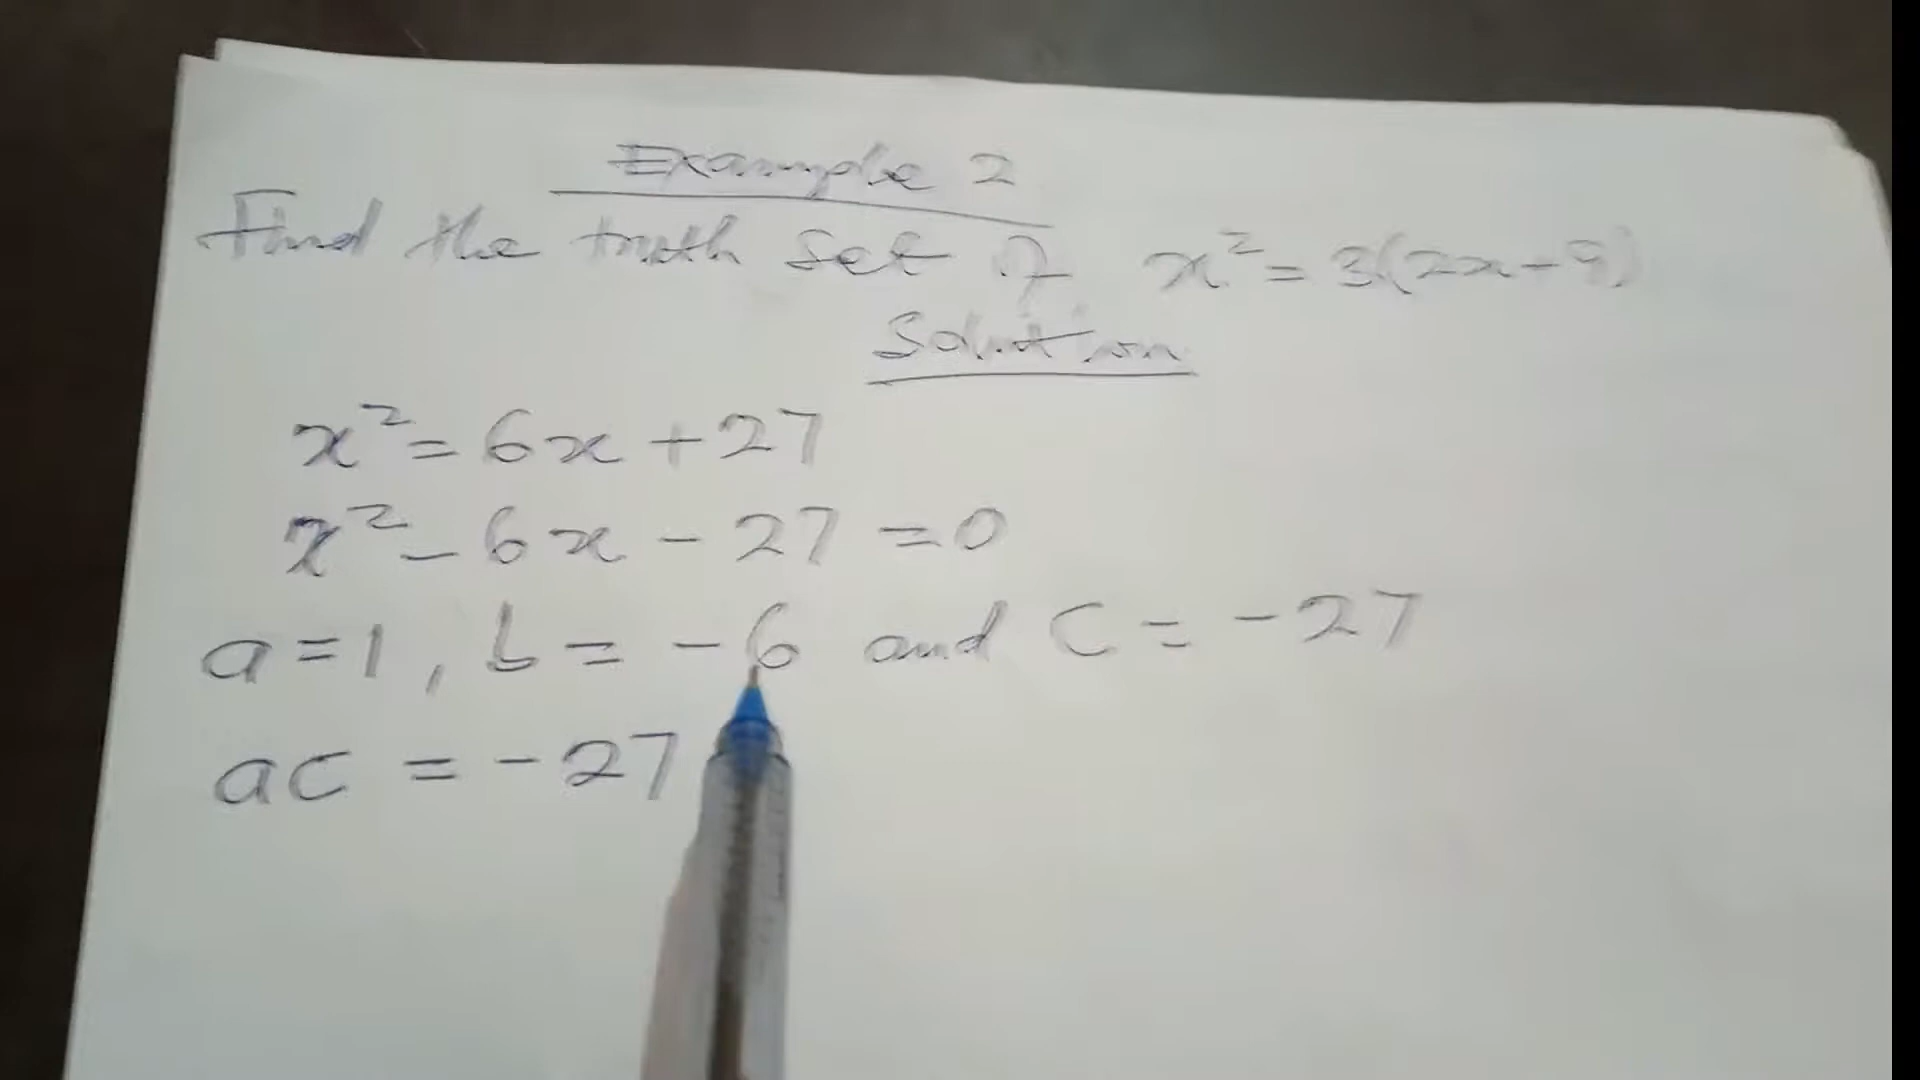 Example 2
Find the truth set of x² = 3(2x+9)
Solution
x² = 6x + 27
x² - 6x - 27 = 0
a = 1, b = -6 and c = -27
ac = -27